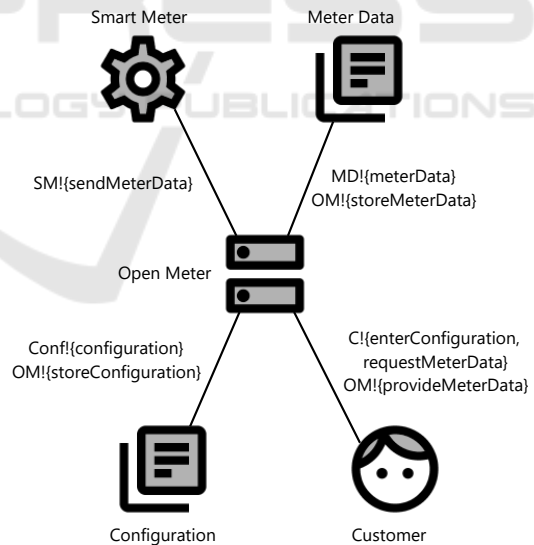 Smart Meter
Meter Data
SM!{sendMeterData}
MD!{meterData}
OM!{storeMeterData}
Open Meter
Conf!{configuration}
OM!{storeConfiguration}
C!{enterConfiguration,
requestMeterData}
OM!{provideMeterData}
Configuration
Customer